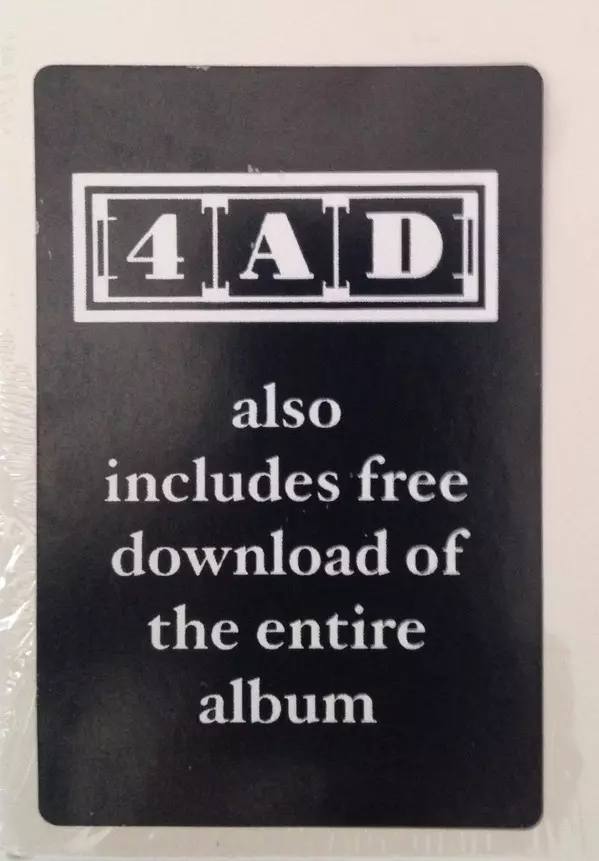 4AD
also
includes free
download of
the entire
album